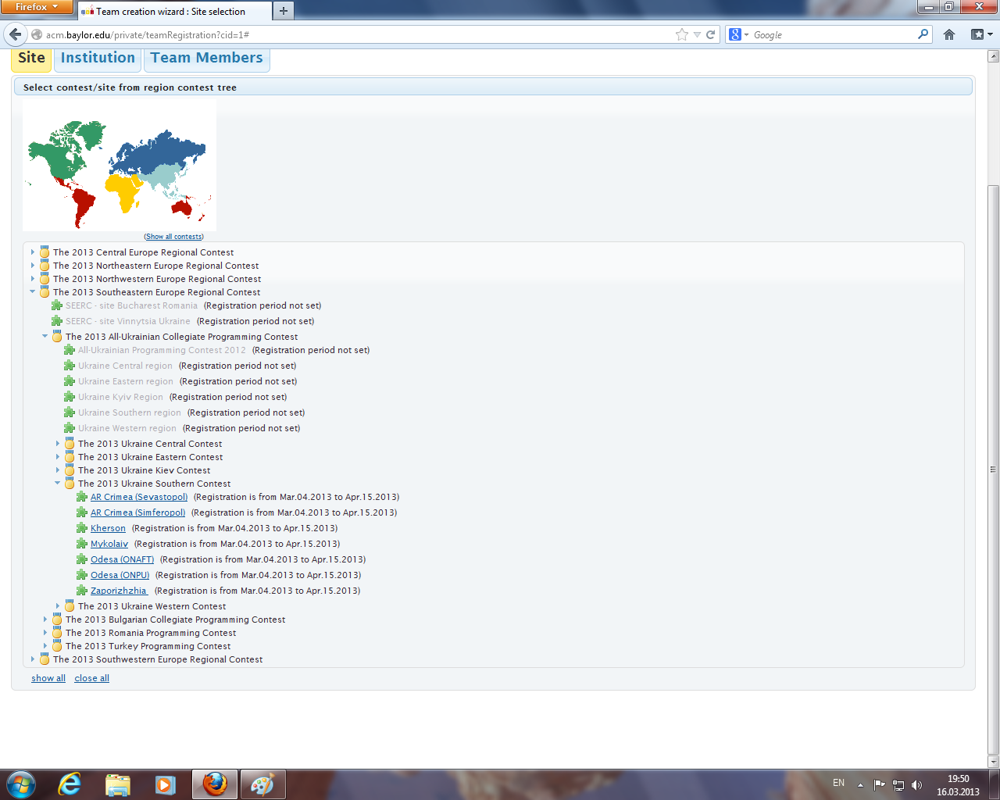 Firefox
Team creation wizard : Site selection
acm.baylor.edu/private/teamRegistration?cid=1#
Google
Site
Institution
Team Members
Select contest/site from region contest tree
(Show all contests)
The 2013 Central Europe Regional Contest
The 2013 Northeastern Europe Regional Contest
The 2013 Northwestern Europe Regional Contest
The 2013 Southeastern Europe Regional Contest
SEERC - site Bucharest Romania (Registration period not set)
SEERC - site Vinnytsia Ukraine (Registration period not set)
The 2013 All-Ukrainian Collegiate Programming Contest
All-Ukrainian Programming Contest 2012 (Registration period not set)
Ukraine Central region (Registration period not set)
Ukraine Eastern region (Registration period not set)
Ukraine Kyiv Region (Registration period not set)
Ukraine Southern region (Registration period not set)
Ukraine Western region (Registration period not set)
The 2013 Ukraine Central Contest
The 2013 Ukraine Eastern Contest
The 2013 Ukraine Kiev Contest
The 2013 Ukraine Southern Contest
AR Crimea (Sevastopol) (Registration is from Mar.04.2013 to Apr.15.2013)
AR Crimea (Simferopol) (Registration is from Mar.04.2013 to Apr.15.2013)
Kherson (Registration is from Mar.04.2013 to Apr.15.2013)
Mykolaiv (Registration is from Mar.04.2013 to Apr.15.2013)
Odesa (ONAFT) (Registration is from Mar.04.2013 to Apr.15.2013)
Odesa (ONPU) (Registration is from Mar.04.2013 to Apr.15.2013)
Zaporizhzhia (Registration is from Mar.04.2013 to Apr.15.2013)
The 2013 Ukraine Western Contest
The 2013 Bulgarian Collegiate Programming Contest
The 2013 Romania Programming Contest
The 2013 Turkey Programming Contest
The 2013 Southwestern Europe Regional Contest
show all close all
EN
19:50
16.03.2013